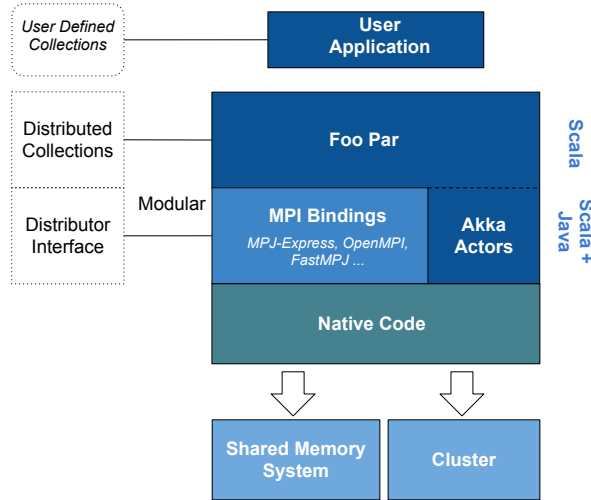 User Defined
Collections
User
Application
Distributed
Collections
Foo Par
Scala
Distributor
Interface
Modular
MPI Bindings
MPJ-Express, OpenMPI,
FastMPJ ...
Akka
Actors
Scala +
Java
Native Code
Shared Memory
System
Cluster